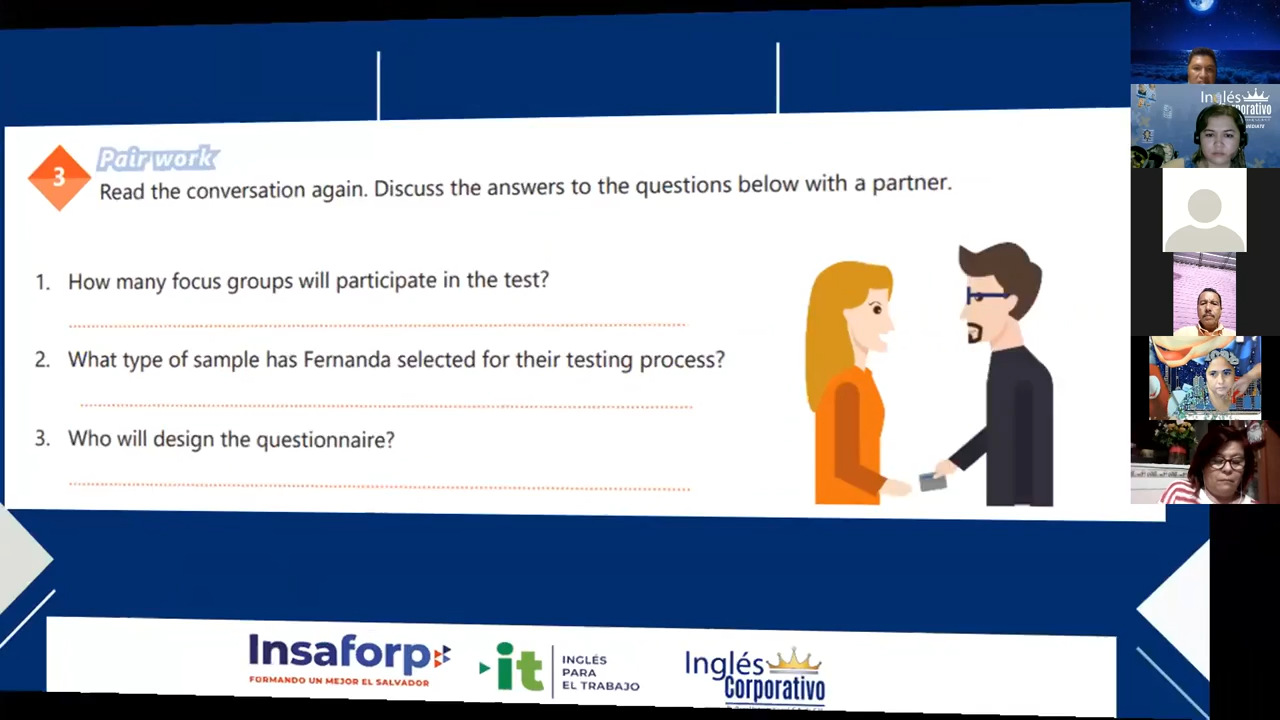 3
Pair work
Read the conversation again. Discuss the answers to the questions below with a partner.
1. How many focus groups will participate in the test?
2. What type of sample has Fernanda selected for their testing process?
3. Who will design the questionnaire?
Insaforp
FORMANDO UN MEJOR EL SALVADOR
it
INGLÉS
PARA
EL TRABAJO
Inglés
Corporativo
Inglés
Corporativo